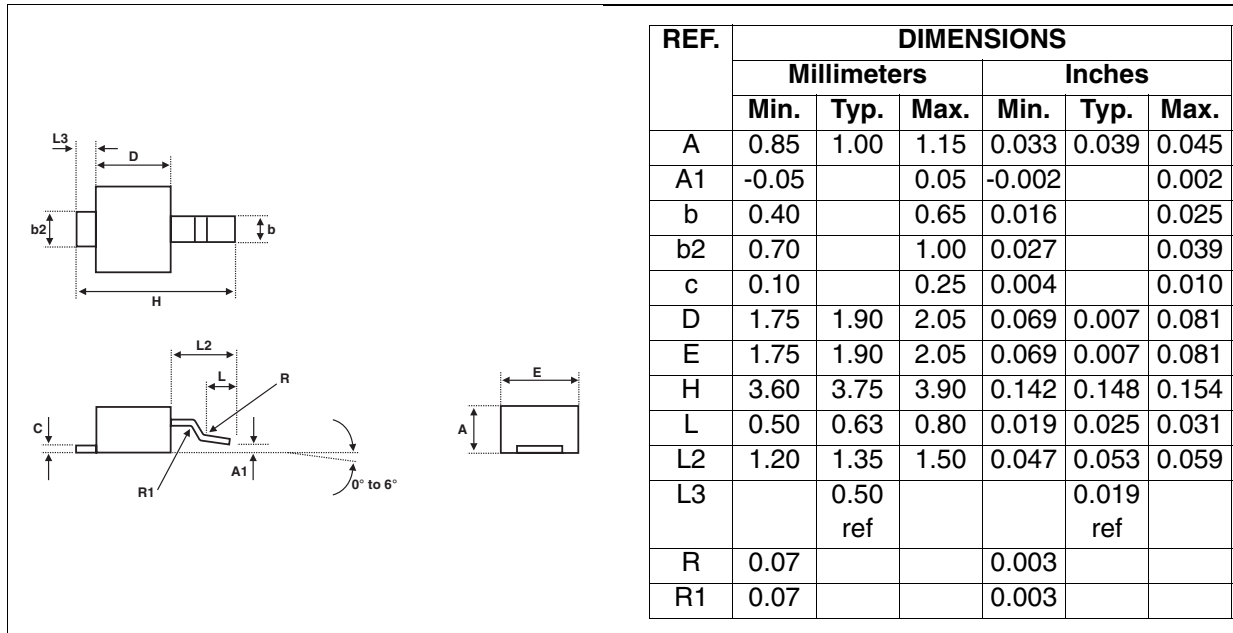 L3
D
b2
b
H
L2
L
R
C
A1
R1
0° to 6°
E
A
REF. DIMENSIONS
Millimeters Inches
Min. Typ. Max. Min. Typ. Max.
A 0.85 1.00 1.15 0.033 0.039 0.045
A1 -0.05 0.05 -0.002 0.002
b 0.40 0.65 0.016 0.025
b2 0.70 1.00 0.027 0.039
c 0.10 0.25 0.004 0.010
D 1.75 1.90 2.05 0.069 0.007 0.081
E 1.75 1.90 2.05 0.069 0.007 0.081
H 3.60 3.75 3.90 0.142 0.148 0.154
L 0.50 0.63 0.80 0.019 0.025 0.031
L2 1.20 1.35 1.50 0.047 0.053 0.059
L3 0.50 0.019
ref ref
R 0.07 0.003
R1 0.07 0.003